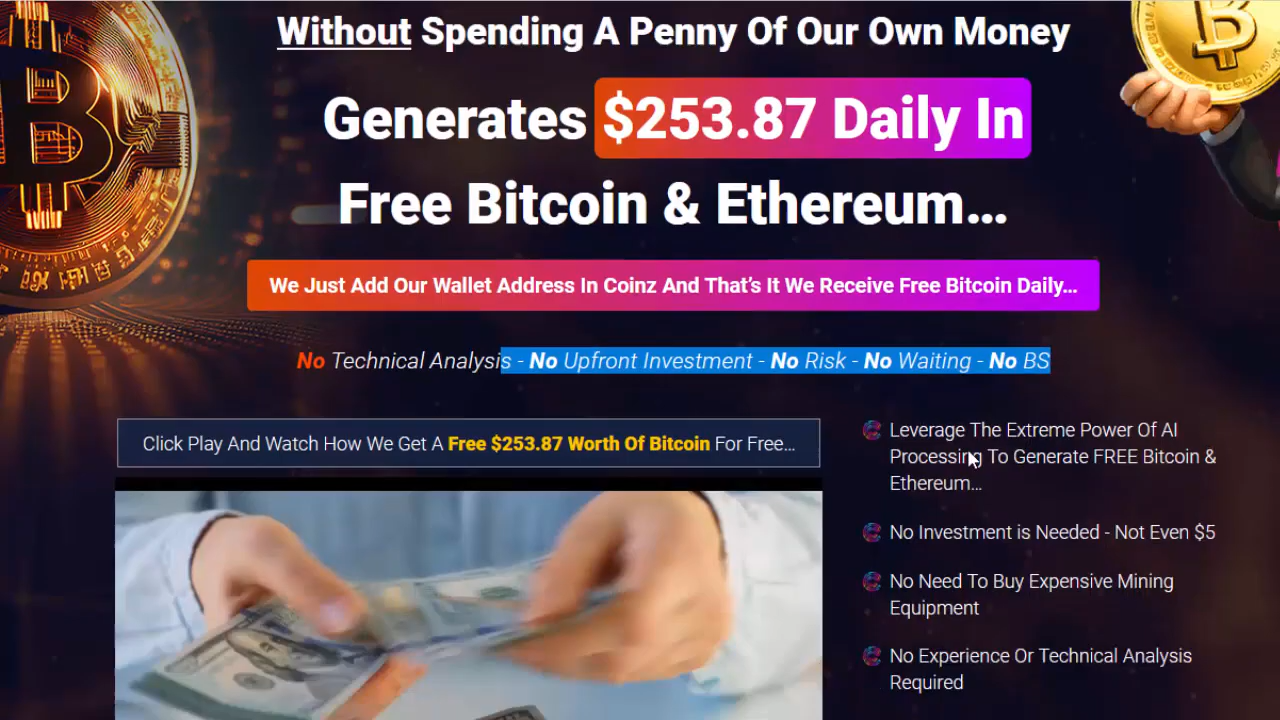 Without Spending A Penny Of Our Own Money
Generates $253.87 Daily In
Free Bitcoin & Ethereum...
We Just Add Our Wallet Address In Coinz And That's It We Receive Free Bitcoin Daily...
No Technical Analysis - No Upfront Investment - No Risk - No Waiting - No BS
Click Play And Watch How We Get A Free $253.87 Worth Of Bitcoin For Free...
Leverage The Extreme Power Of AI
Processing To Generate FREE Bitcoin &
Ethereum...
No Investment is Needed - Not Even $5
No Need To Buy Expensive Mining
Equipment
No Experience Or Technical Analysis
Required